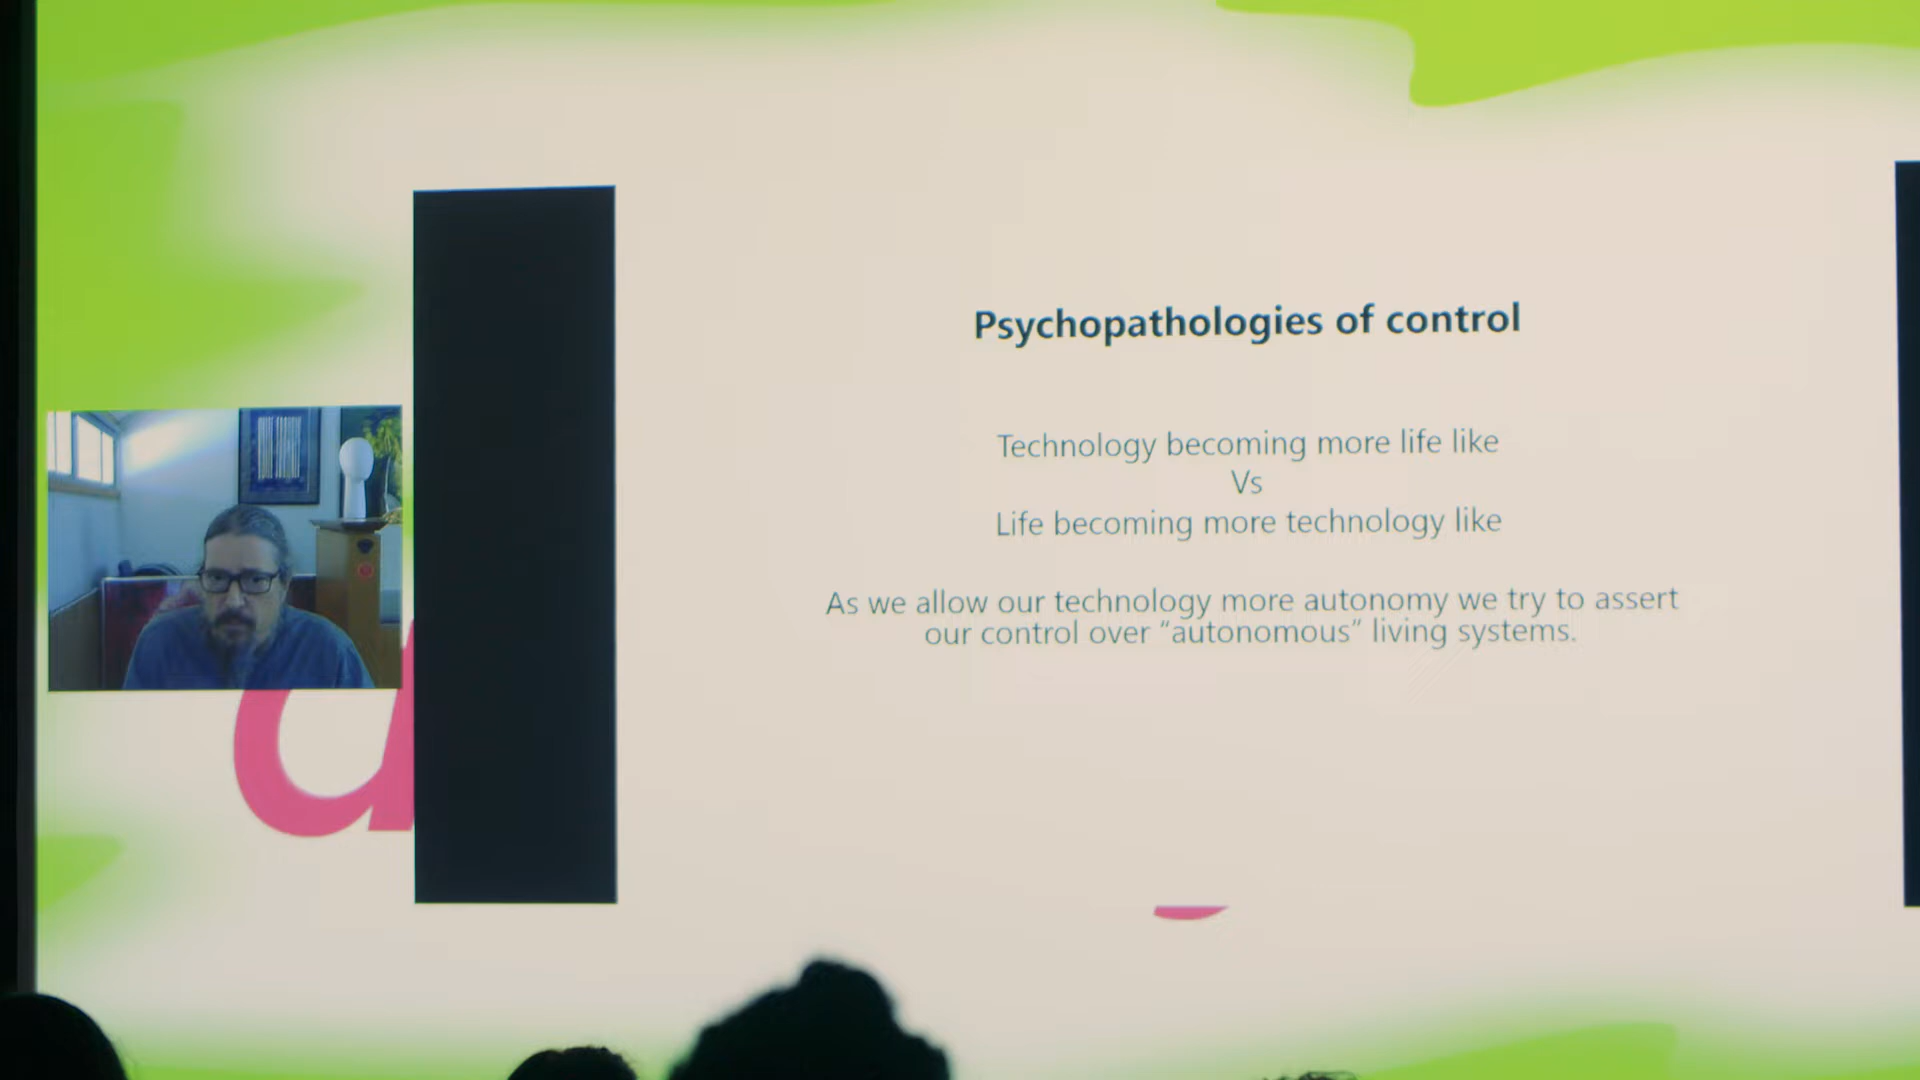 Psychopathologies of control
Technology becoming more life like
Vs
Life becoming more technology like
As we allow our technology more autonomy we try to assert
our control over “autonomous” living systems.